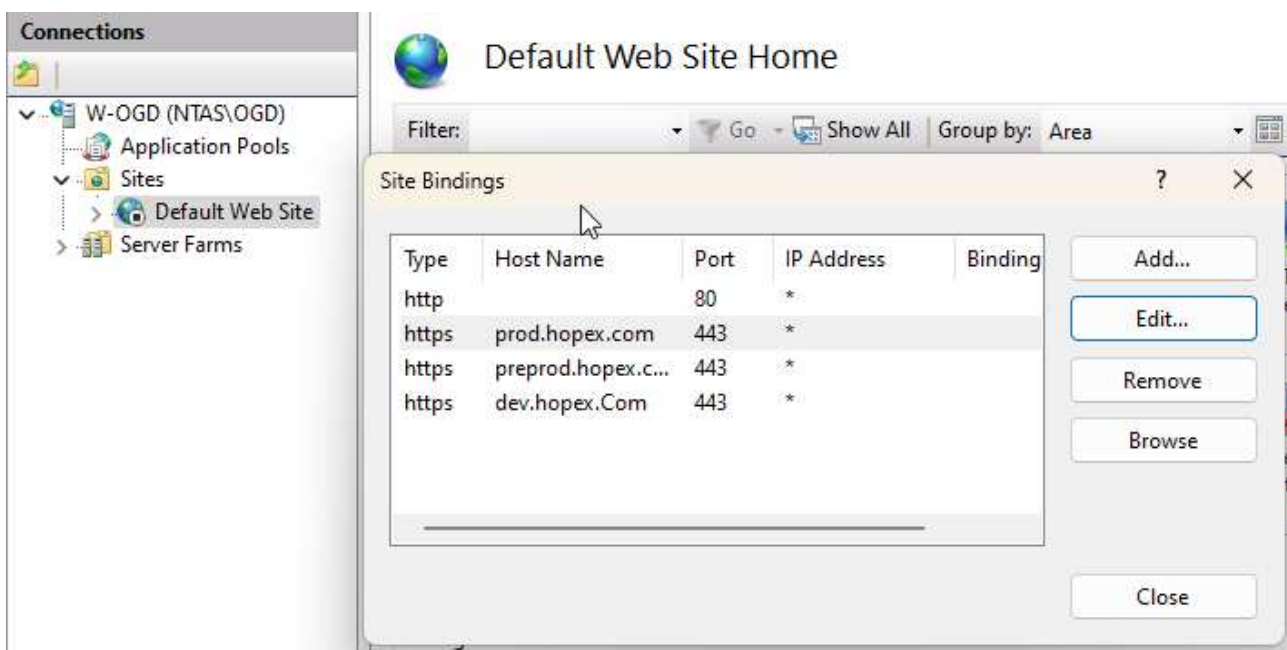 Connections
W-OGD (NTAS\OGD)
Application Pools
Sites
Default Web Site
Server Farms
Default Web Site Home
Filter: Go Show All Group by: Area
Site Bindings ? ×
Type Host Name Port IP Address Binding Add...
http 80 *
Edit...
https prod.hopex.com 443 *
https preprod.hopex.c... 443 *
Remove
https dev.hopex.Com 443 *
Browse
Close